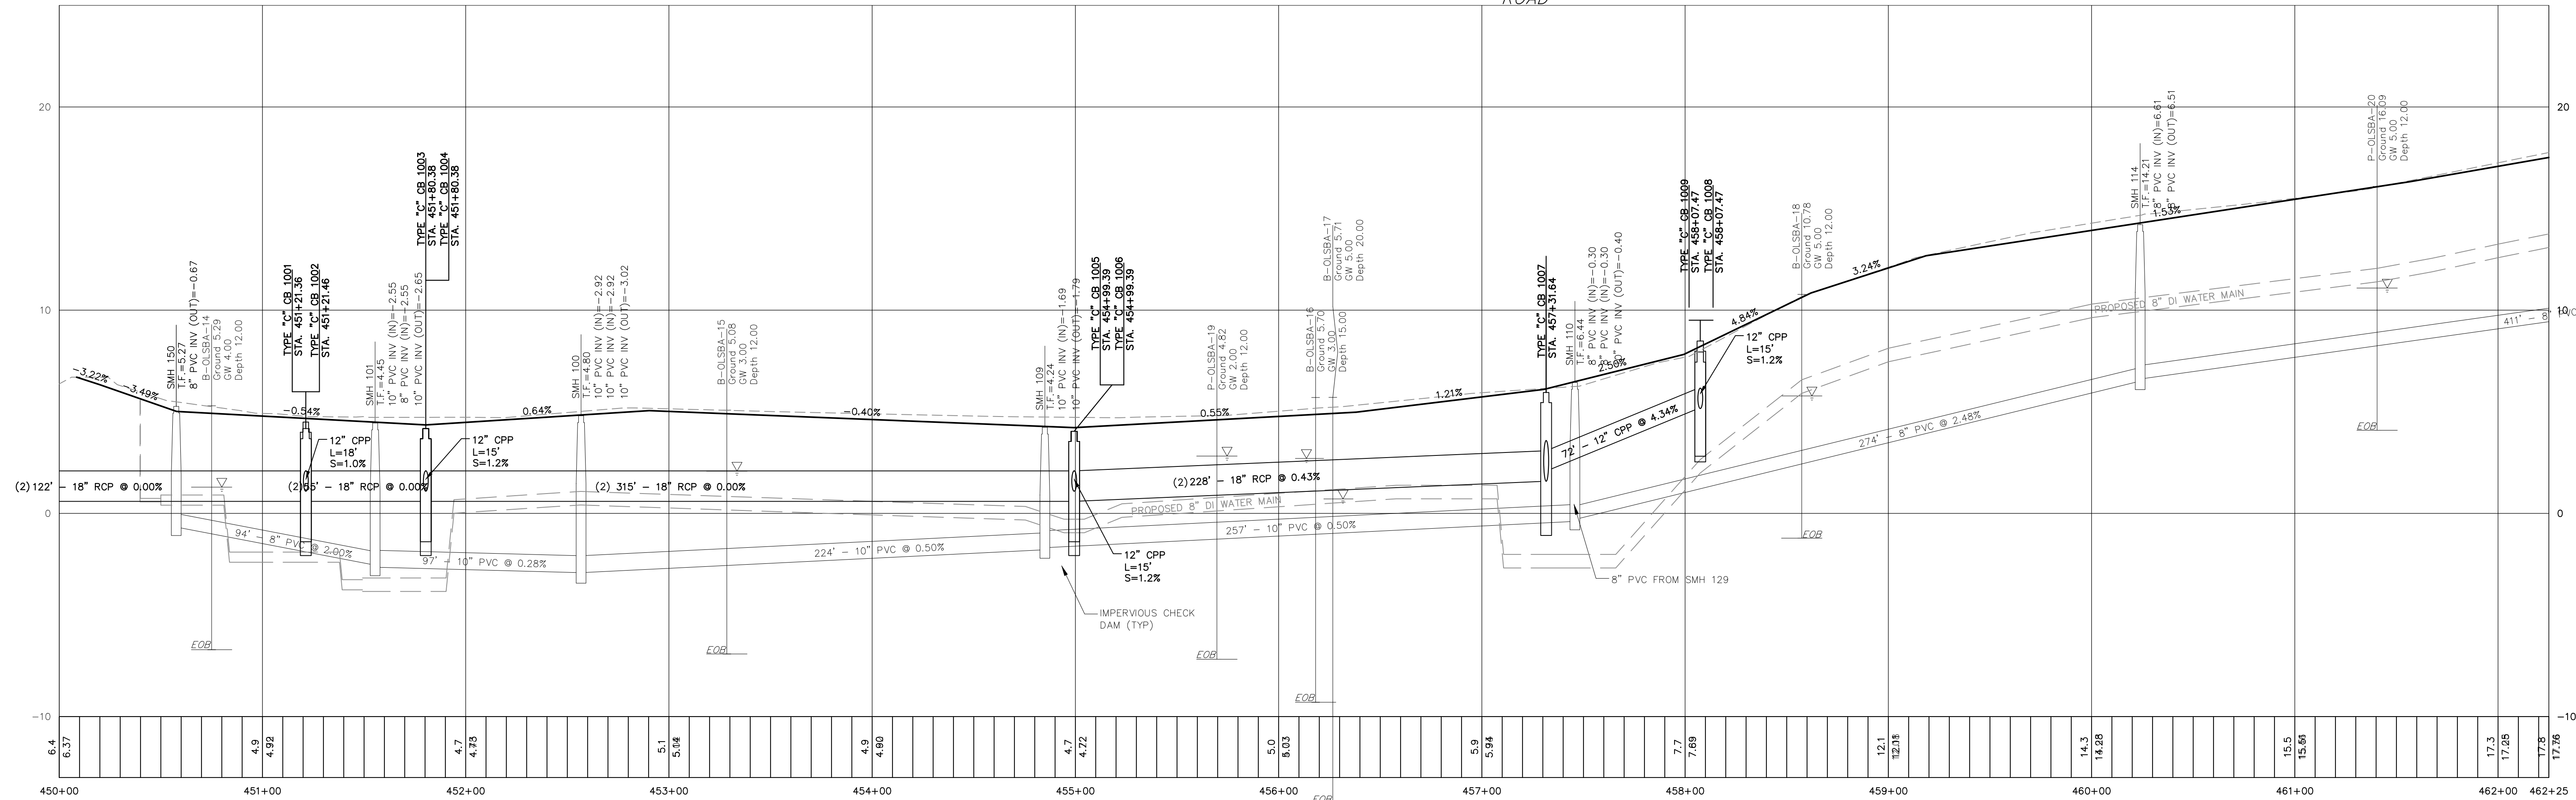 ROAD
20
10
0
-10
20
10
0
-10
-3.22%
-3.49%
SMH 150
T.F.=5.27
8" PVC INV (OUT)=-0.67
B-OLSBA-14
Ground 5.29
GW 4.00
Depth 12.00
TYPE "C" CB 1001
STA. 451+21.36
TYPE "C" CB 1002
STA. 451+21.46
-0.54%
SMH 101
T.F.=4.45
10" PVC INV (IN)=-2.55
8" PVC INV (IN)=-2.55
10" PVC INV (OUT)=-2.65
TYPE "C" CB 1003
STA. 451+80.38
TYPE "C" CB 1004
STA. 451+80.38
0.64%
SMH 100
T.F.=4.80
10" PVC INV (IN)=-2.92
10" PVC INV (IN)=-2.92
10" PVC INV (OUT)=-3.02
B-OLSBA-15
Ground 5.08
GW 3.00
Depth 12.00
-0.40%
SMH 109
T.F.=4.24
10" PVC INV (IN)=-1.69
10" PVC INV (OUT)=-1.79
TYPE "C" CB 1005
STA. 454+99.39
TYPE "C" CB 1006
STA. 454+99.39
P-OLSBA-19
Ground 4.82
GW 2.00
Depth 12.00
0.55%
B-OLSBA-16
Ground 5.70
GW 3.00
Depth 15.00
B-OLSBA-17
Ground 5.71
GW 5.00
Depth 20.00
1.21%
TYPE "C" CB 1007
STA. 457+31.64
SMH 110
T.F.=6.44
8" PVC INV (IN)=-0.30
8" PVC INV (IN)=-0.30
10" PVC INV (OUT)=-0.40
2.50%
TYPE "C" CB 1009
STA. 458+07.47
TYPE "C" CB 1008
STA. 458+07.47
4.84%
B-OLSBA-18
Ground 10.78
GW 5.00
Depth 12.00
3.24%
SMH 114
T.F.=14.21
8" PVC INV (IN)=6.61
8" PVC INV (OUT)=6.51
1.53%
P-OLSBA-20
Ground 16.09
GW 5.00
Depth 12.00
12" CPP
L=18'
S=1.0%
12" CPP
L=15'
S=1.2%
12" CPP
L=15'
S=1.2%
12" CPP
L=15'
S=1.2%
(2) 122' - 18" RCP @ 0.00%
(2) 55' - 18" RCP @ 0.00%
(2) 315' - 18" RCP @ 0.00%
(2) 228' - 18" RCP @ 0.43%
72' - 12" CPP @ 4.34%
PROPOSED 8" DI WATER MAIN
PROPOSED 8" DI WATER MAIN
94' - 8" PVC @ 2.00%
97' - 10" PVC @ 0.28%
224' - 10" PVC @ 0.50%
257' - 10" PVC @ 0.50%
274' - 8" PVC @ 2.48%
411' - 8" PVC
8" PVC FROM SMH 129
IMPERVIOUS CHECK
DAM (TYP)
EOB
EOB
EOB
EOB
EOB
EOB
EOB
6.4
6.37
4.9
4.92
4.7
5.1
4.9
4.7
4.72
5.0
5.03
5.9
5.94
7.7
7.69
12.1
14.3
14.28
15.5
15.51
17.3
17.25
17.8
17.76
450+00
451+00
452+00
453+00
454+00
455+00
456+00
457+00
458+00
459+00
460+00
461+00
462+00
462+25